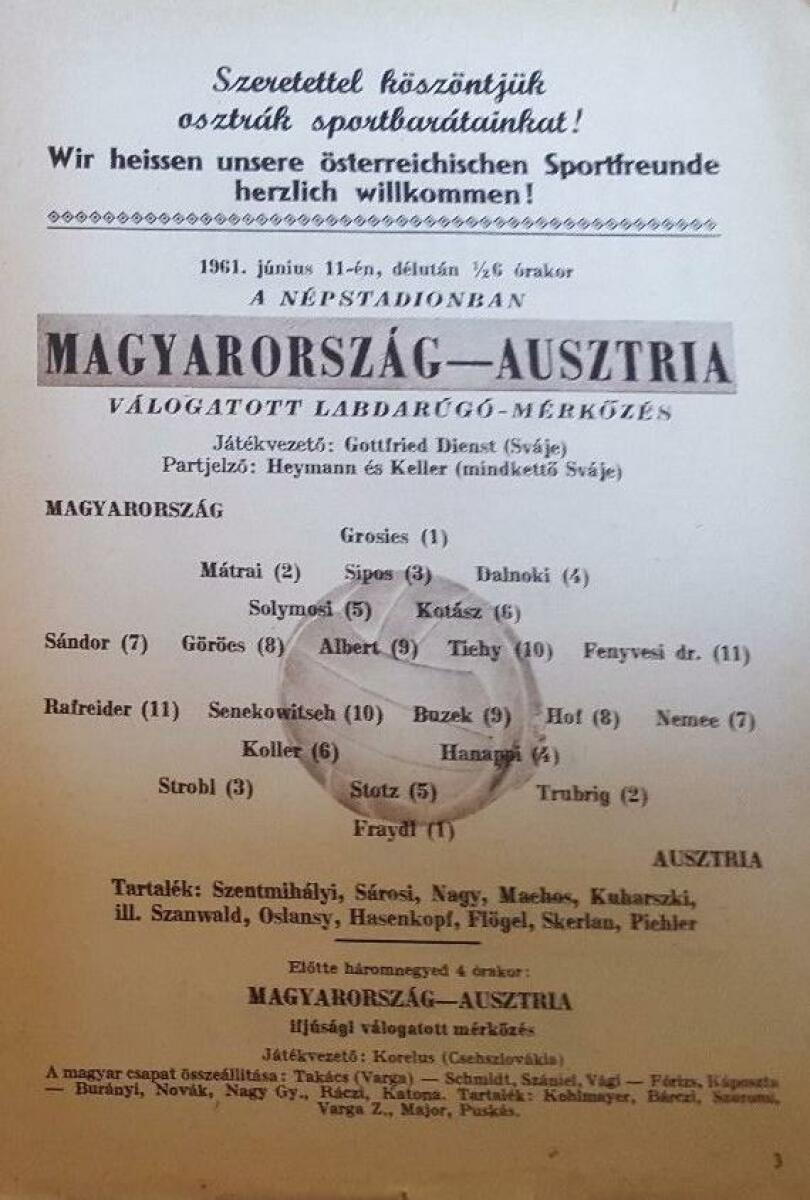 Szeretettel köszöntjük
osztrák sportbarátainkat!
Wir heissen unsere österreichischen Sportfreunde
herzlich willkommen!
1961. június 11-én, délután ½6 órakor
A NÉPSTADIONBAN
MAGYARORSZÁG—AUSZTRIA
VÁLOGATOTT LABDARÚGÓ-MÉRKŐZÉS
Játékvezető: Gottfried Dienst (Svájc)
Partjelző: Heymann és Keller (mindkettő Svájc)
MAGYARORSZÁG
Grosics (1)
Mátrai (2) Sipos (3) Dalnoki (4)
Solymosi (5) Kotász (6)
Sándor (7) Göröcs (8) Albert (9) Tichy (10) Fenyvesi dr. (11)
Rafreider (11) Senekowitsch (10) Buzek (9) Hof (8) Nemec (7)
Koller (6) Hanappi (4)
Strobl (3) Stotz (5) Trubrig (2)
Fraydl (1)
AUSZTRIA
Tartalék: Szentmihályi, Sárosi, Nagy, Machos, Kuharszki,
ill. Szanwald, Oslansy, Hasenkopf, Flögel, Skerlan, Pichler
Előtte háromnegyed 4 órakor:
MAGYARORSZÁG—AUSZTRIA
ifjúsági válogatott mérkőzés
Játékvezető: Korelus (Csehszlovákia)
A magyar csapat összeállítása: Takács (Varga) — Schmidt, Szániel, Vági — Fórizs, Káposzta
— Burányi, Novák, Nagy Gy., Ráczi, Katona. Tartalék: Kohlmayer, Bárczi,
Varga Z., Major, Puskás.
3